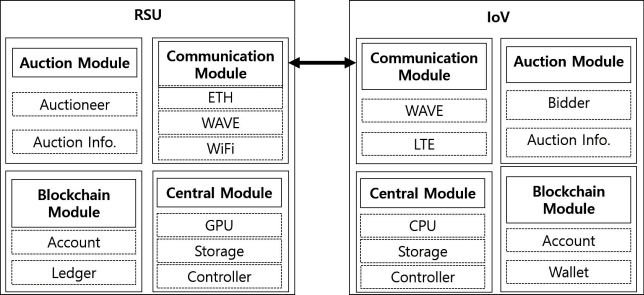 RSU
Auction Module
Auctioneer
Auction Info.
Communication
Module
ETH
WAVE
WiFi
Blockchain
Module
Account
Ledger
Central Module
GPU
Storage
Controller
IoV
Communication
Module
WAVE
LTE
Auction Module
Bidder
Auction Info.
Central Module
CPU
Storage
Controller
Blockchain
Module
Account
Wallet